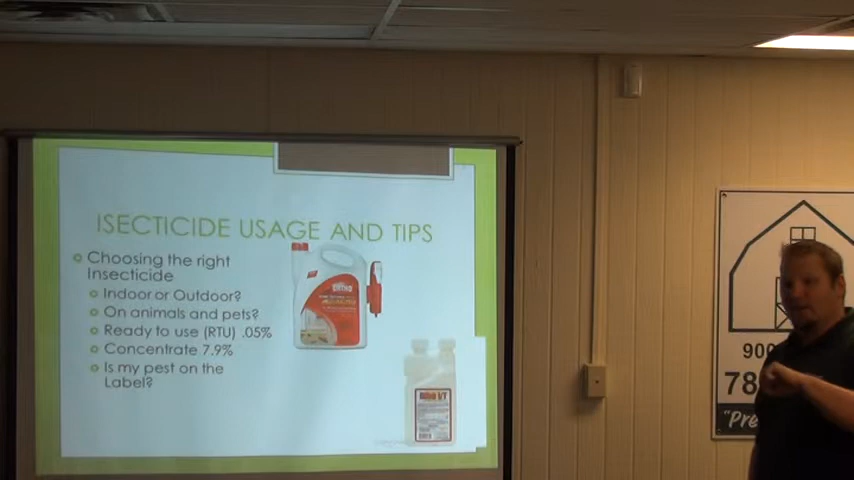 ISECTICIDE USAGE AND TIPS
Choosing the right
Insecticide
Indoor or Outdoor?
On animals and pets?
Ready to use (RTU) .05%
Concentrate 7.9%
Is my pest on the
Label?
ORTHO
I/T
900
78
"Pre